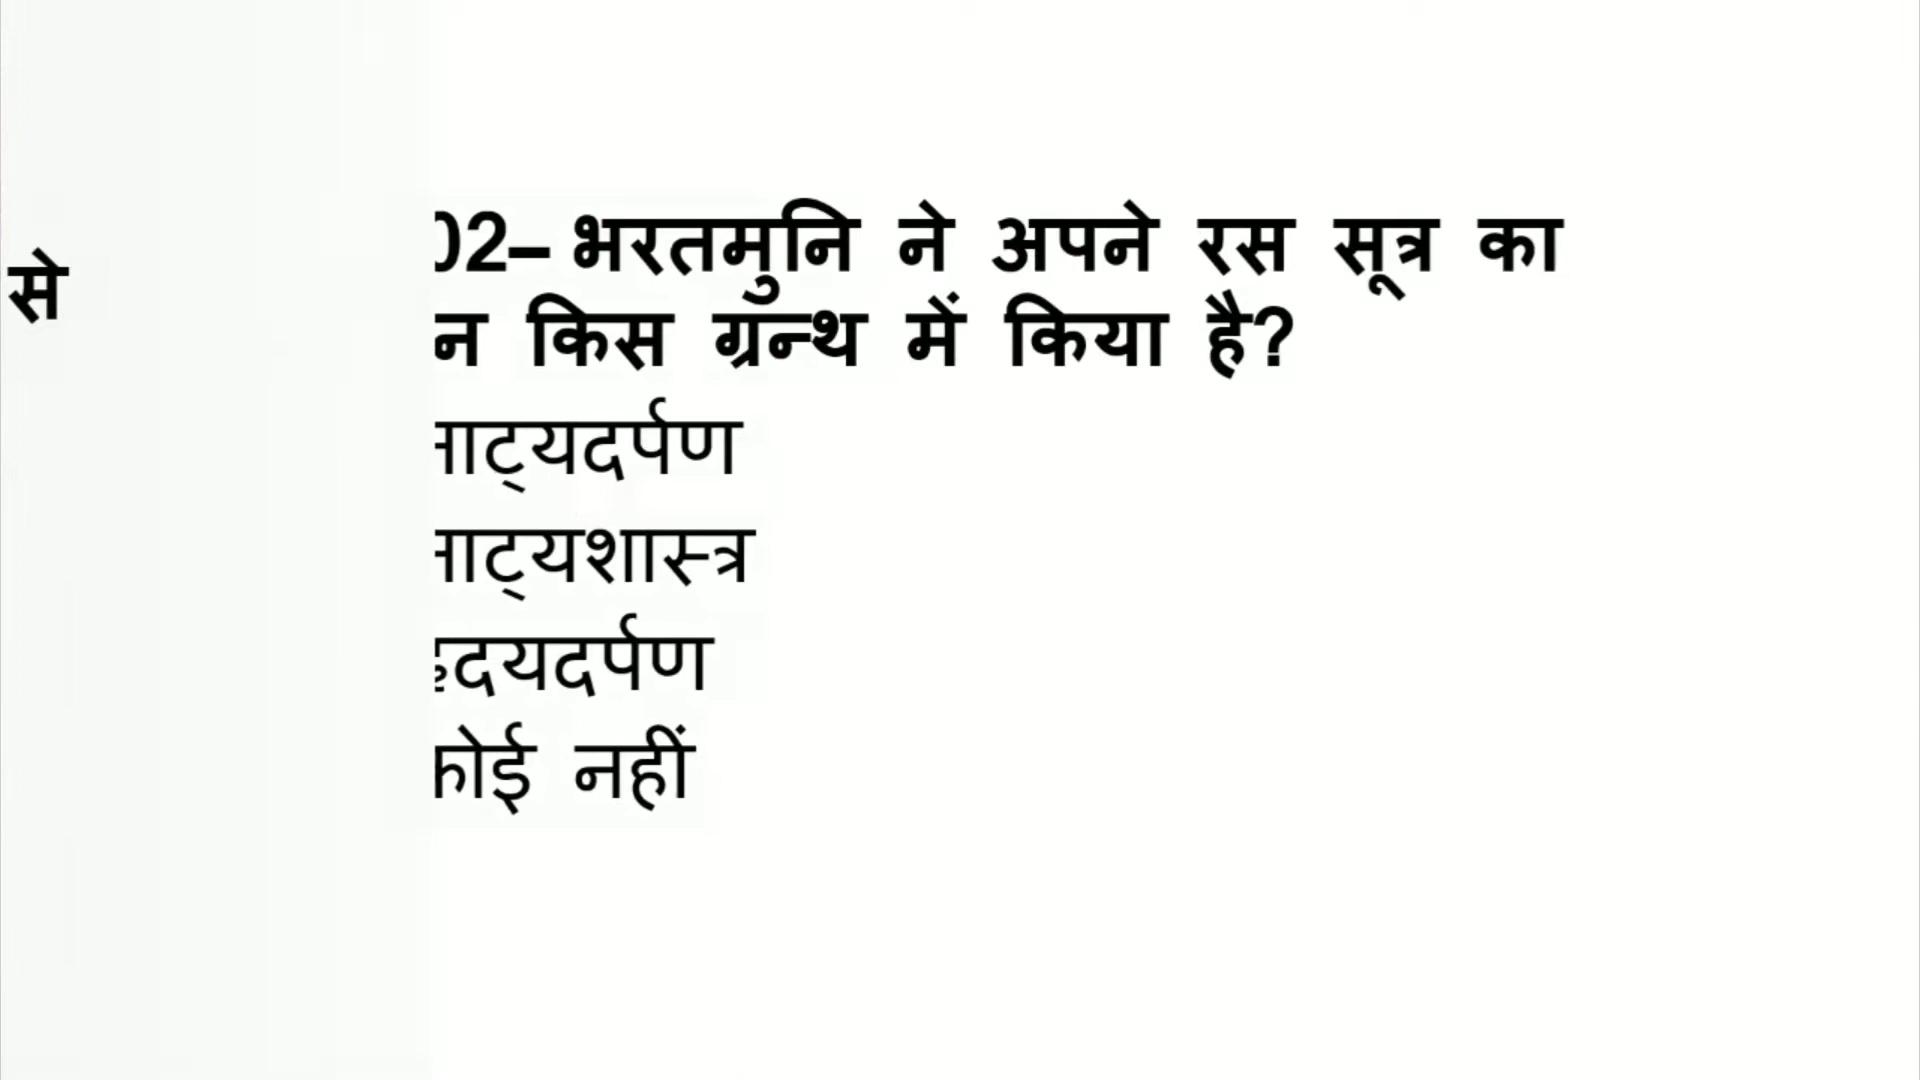 से
02– भरतमुनि ने अपने रस सूत्र का
किस ग्रन्थ में किया है?
नाट्यदर्पण
नाट्यशास्त्र
हृदयदर्पण
कोई नहीं